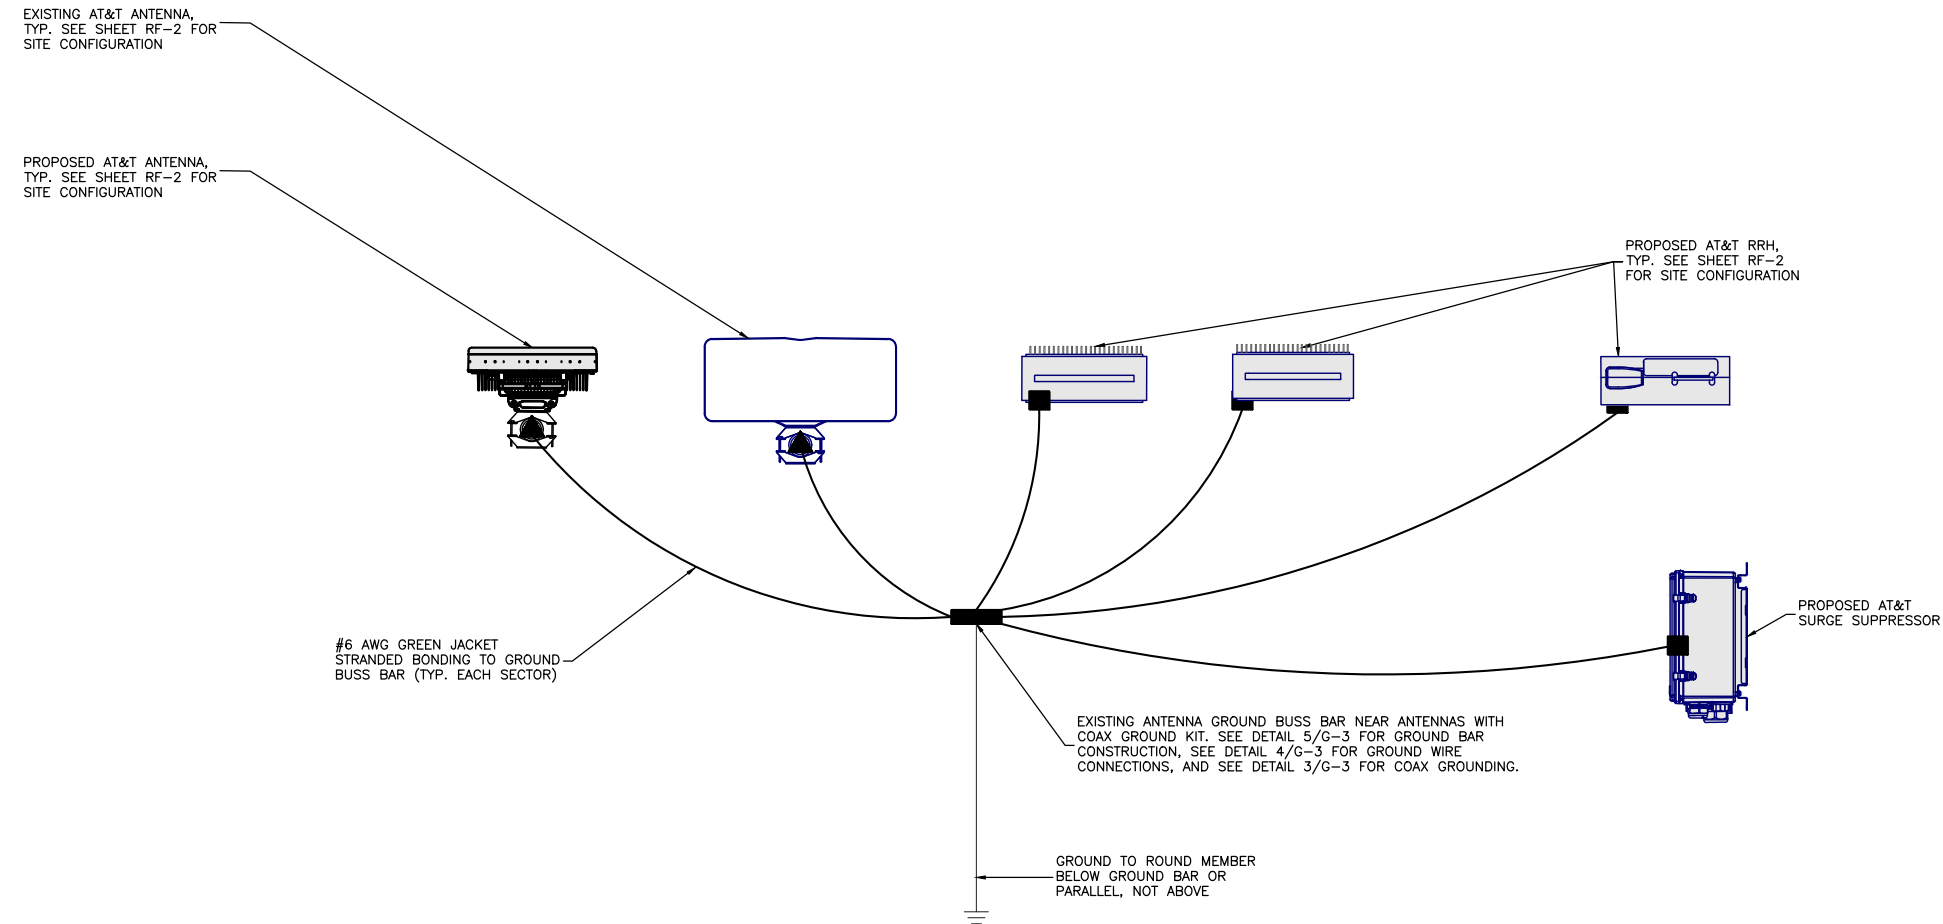 EXISTING AT&T ANTENNA,
TYP. SEE SHEET RF-2 FOR
SITE CONFIGURATION
PROPOSED AT&T ANTENNA,
TYP. SEE SHEET RF-2 FOR
SITE CONFIGURATION
PROPOSED AT&T RRH,
TYP. SEE SHEET RF-2
FOR SITE CONFIGURATION
PROPOSED AT&T
SURGE SUPPRESSOR
#6 AWG GREEN JACKET
STRANDED BONDING TO GROUND
BUSS BAR (TYP. EACH SECTOR)
EXISTING ANTENNA GROUND BUSS BAR NEAR ANTENNAS WITH
COAX GROUND KIT. SEE DETAIL 5/G-3 FOR GROUND BAR
CONSTRUCTION, SEE DETAIL 4/G-3 FOR GROUND WIRE
CONNECTIONS, AND SEE DETAIL 3/G-3 FOR COAX GROUNDING.
GROUND TO ROUND MEMBER
BELOW GROUND BAR OR
PARALLEL, NOT ABOVE